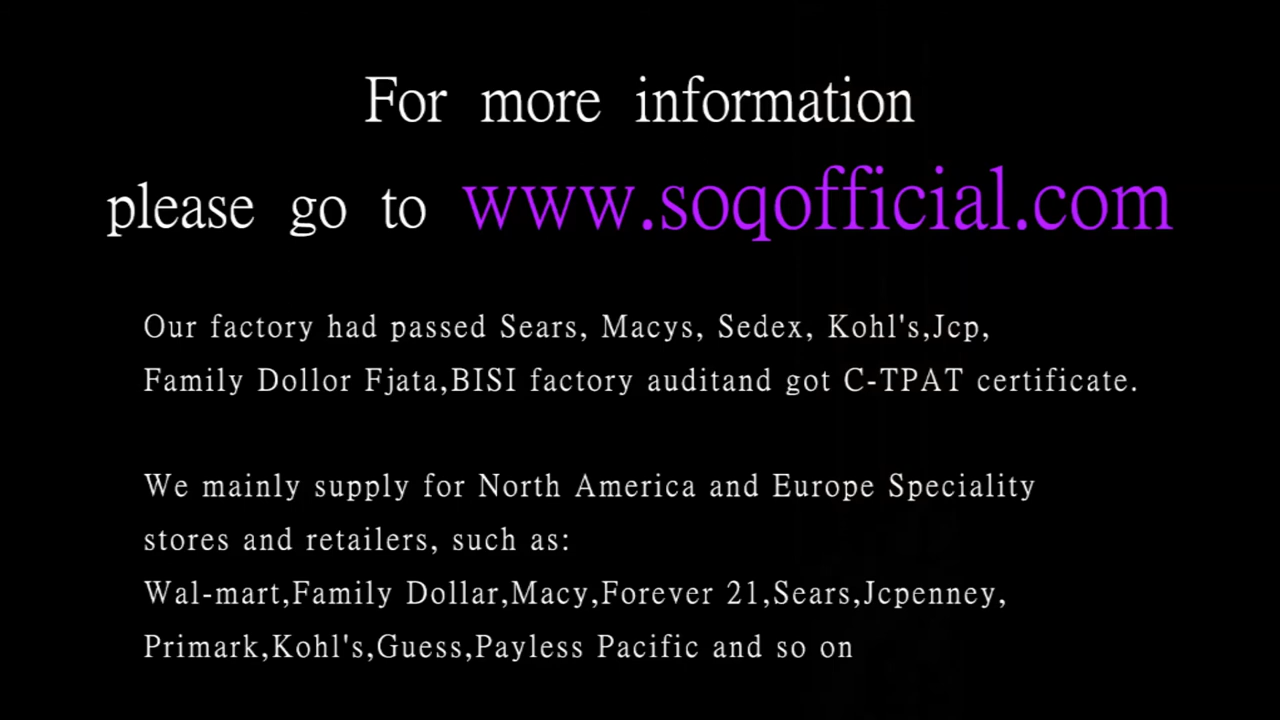 For more information
please go to www.soqofficial.com
Our factory had passed Sears, Macys, Sedex, Kohl's,Jcp,
Family Dollor Fjata,BISI factory auditand got C-TPAT certificate.
We mainly supply for North America and Europe Speciality
stores and retailers, such as:
Wal-mart,Family Dollar,Macy,Forever 21,Sears,Jcpenney,
Primark,Kohl's,Guess,Payless Pacific and so on